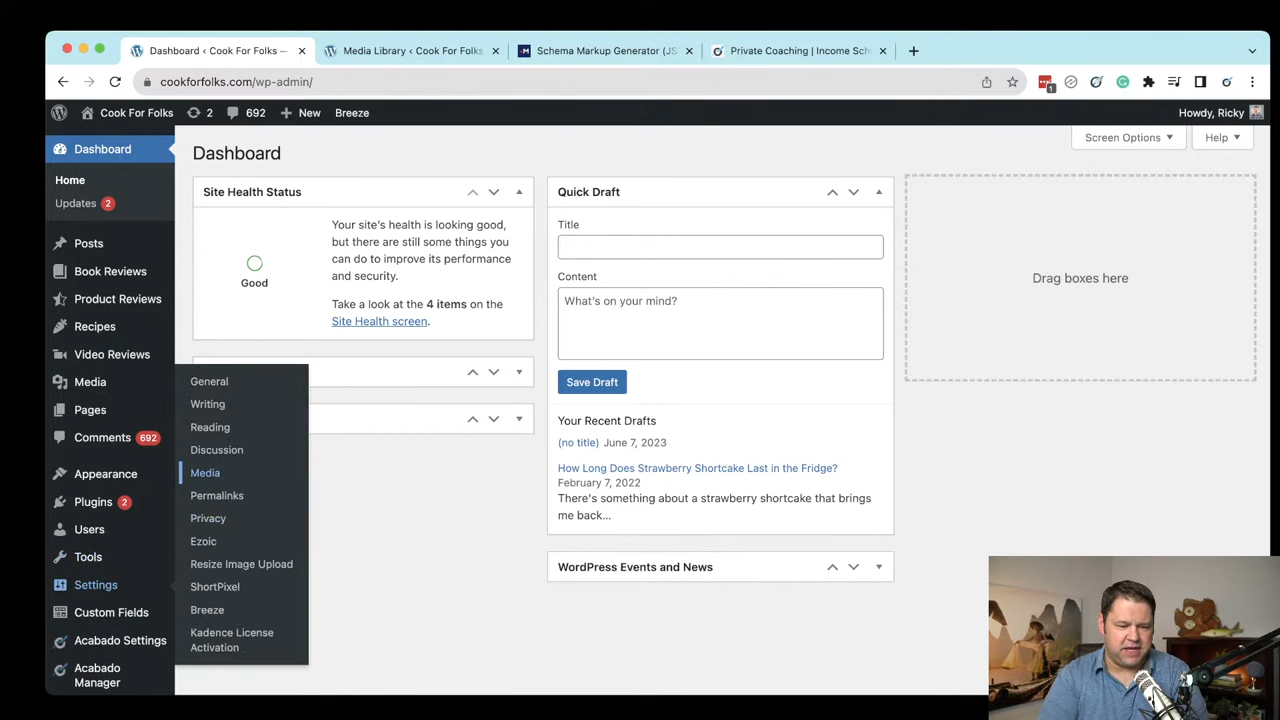 Dashboard ‹ Cook For Folks —
Media Library ‹ Cook For Folks
Schema Markup Generator (JS
Private Coaching | Income Sch
cookforfolks.com/wp-admin/
1
Cook For Folks
2
692
New
Breeze
Howdy, Ricky
Dashboard
Home
Updates 2
Posts
Book Reviews
Product Reviews
Recipes
Video Reviews
Media
Pages
Comments 692
Appearance
Plugins 2
Users
Tools
Settings
Custom Fields
Acabado Settings
Acabado
Manager
General
Writing
Reading
Discussion
Media
Permalinks
Privacy
Ezoic
Resize Image Upload
ShortPixel
Breeze
Kadence License
Activation
Dashboard
Screen Options
Help
Site Health Status
Good
Your site's health is looking good,
but there are still some things you
can do to improve its performance
and security.
Take a look at the 4 items on the
Site Health screen.
Quick Draft
Title
Content
What's on your mind?
Save Draft
Your Recent Drafts
(no title) June 7, 2023
How Long Does Strawberry Shortcake Last in the Fridge?
February 7, 2022
There's something about a strawberry shortcake that brings
me back…
WordPress Events and News
Drag boxes here